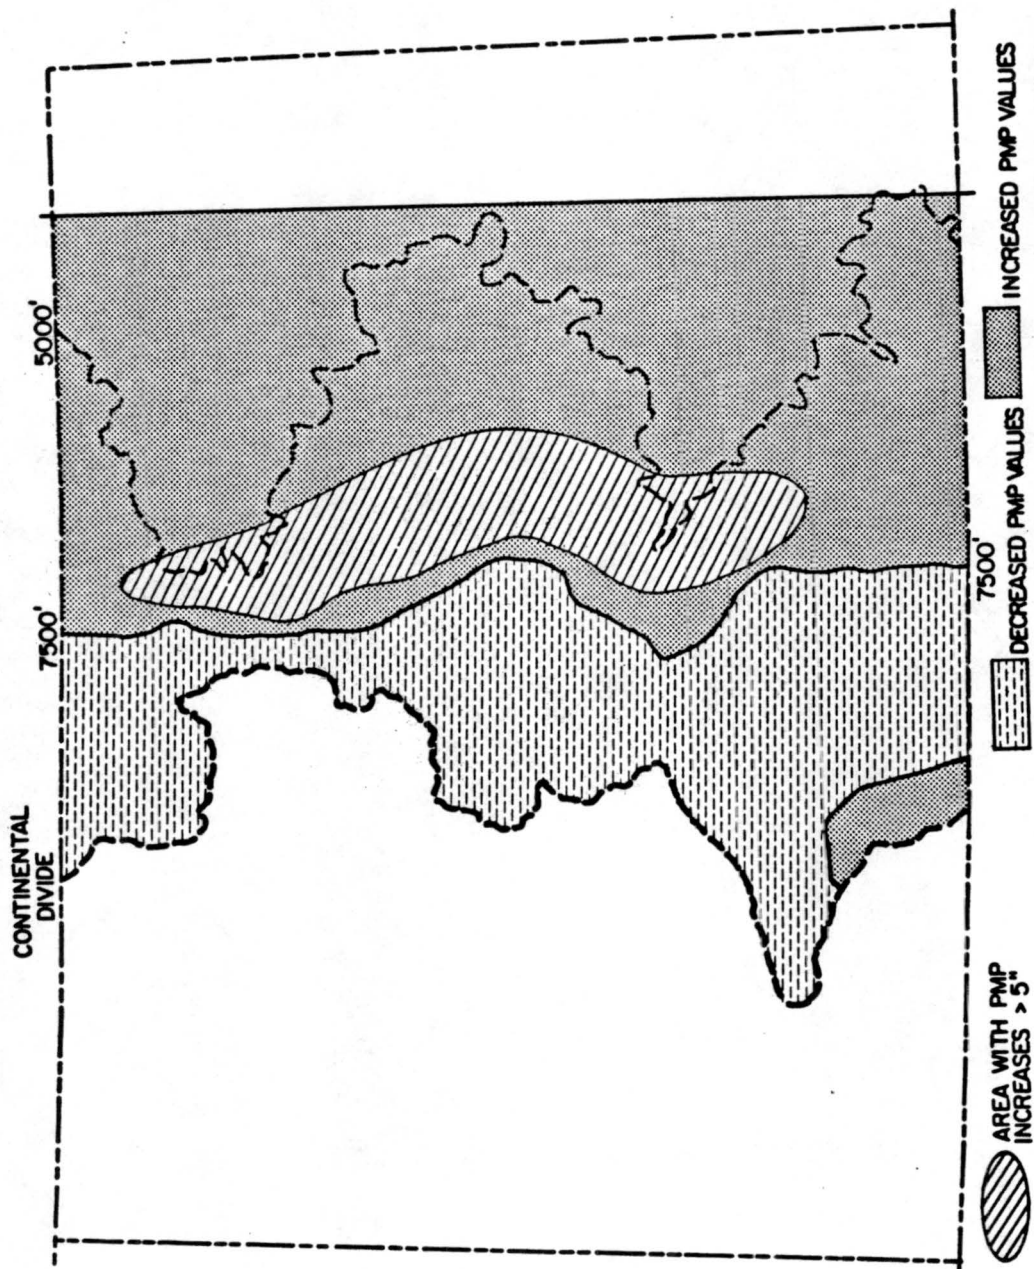 CONTINENTAL
DIVIDE
7500'
5000'
7500'
AREA WITH PMP
INCREASES > 5"
DECREASED PMP VALUES
INCREASED PMP VALUES